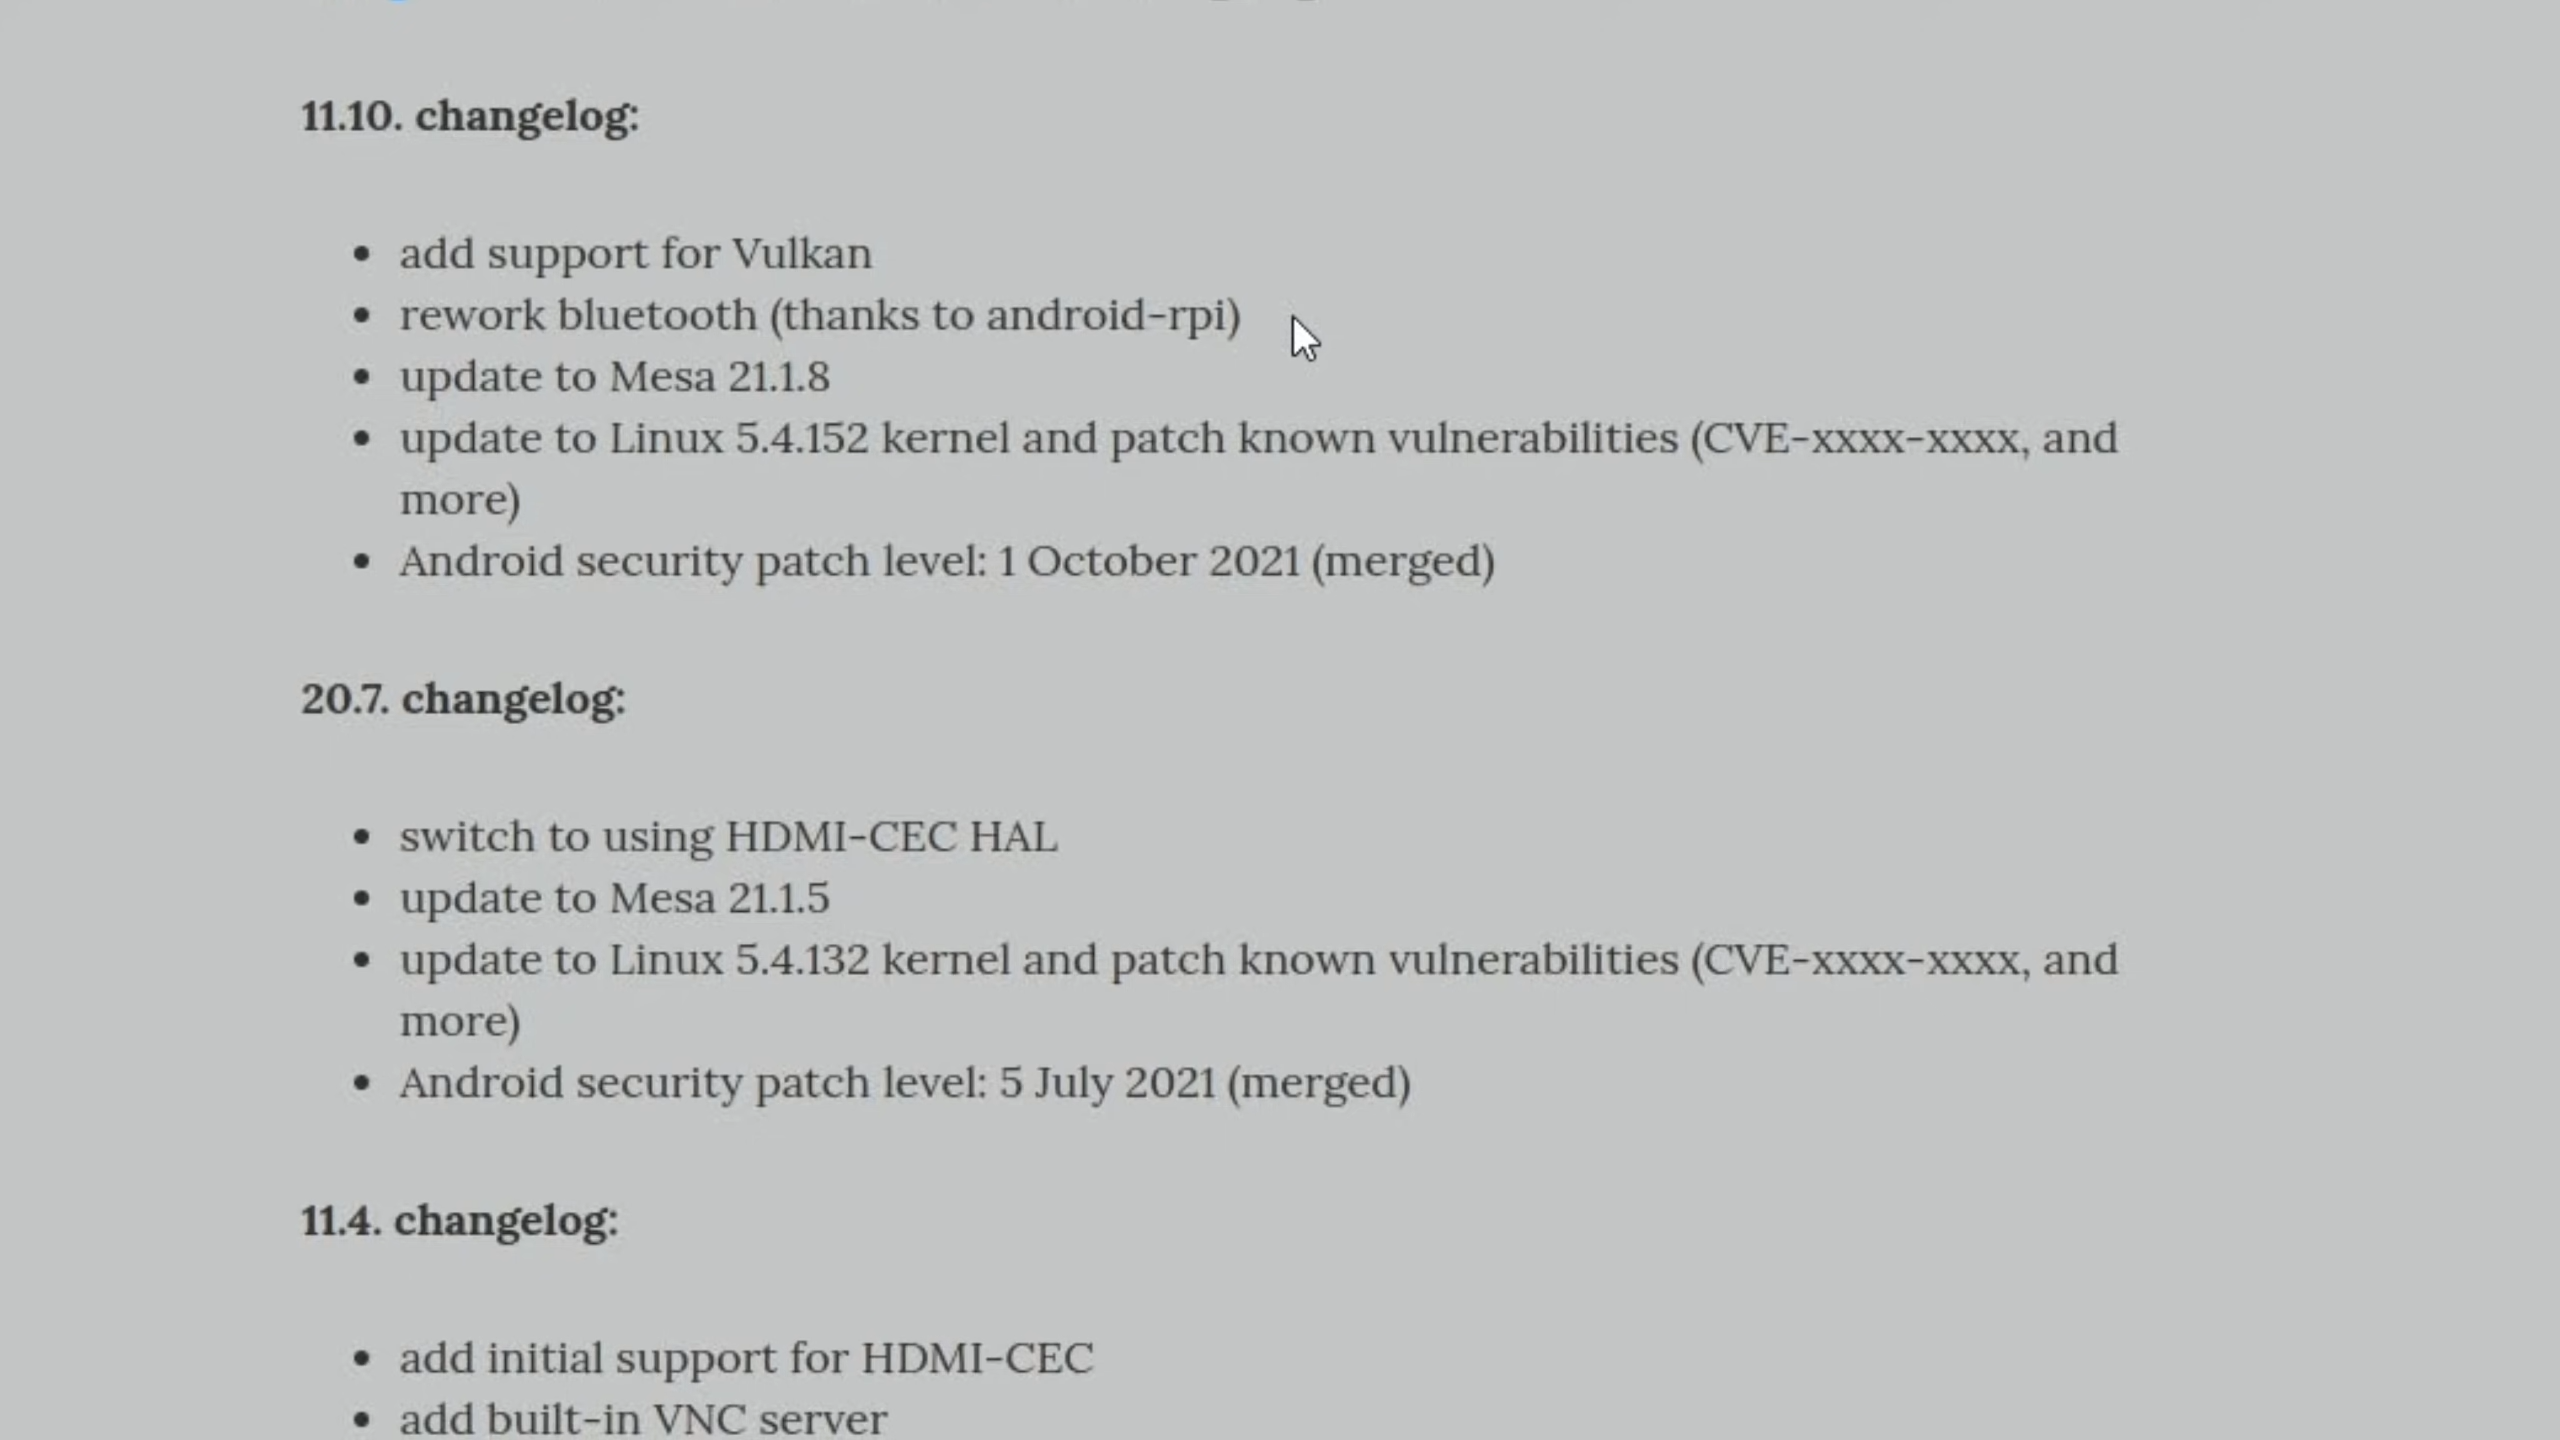 11.10. changelog:
• add support for Vulkan
• rework bluetooth (thanks to android-rpi)
• update to Mesa 21.1.8
• update to Linux 5.4.152 kernel and patch known vulnerabilities (CVE-xxxx-xxxx, and
more)
• Android security patch level: 1 October 2021 (merged)
20.7. changelog:
• switch to using HDMI-CEC HAL
• update to Mesa 21.1.5
• update to Linux 5.4.132 kernel and patch known vulnerabilities (CVE-xxxx-xxxx, and
more)
• Android security patch level: 5 July 2021 (merged)
11.4. changelog:
• add initial support for HDMI-CEC
• add built-in VNC server